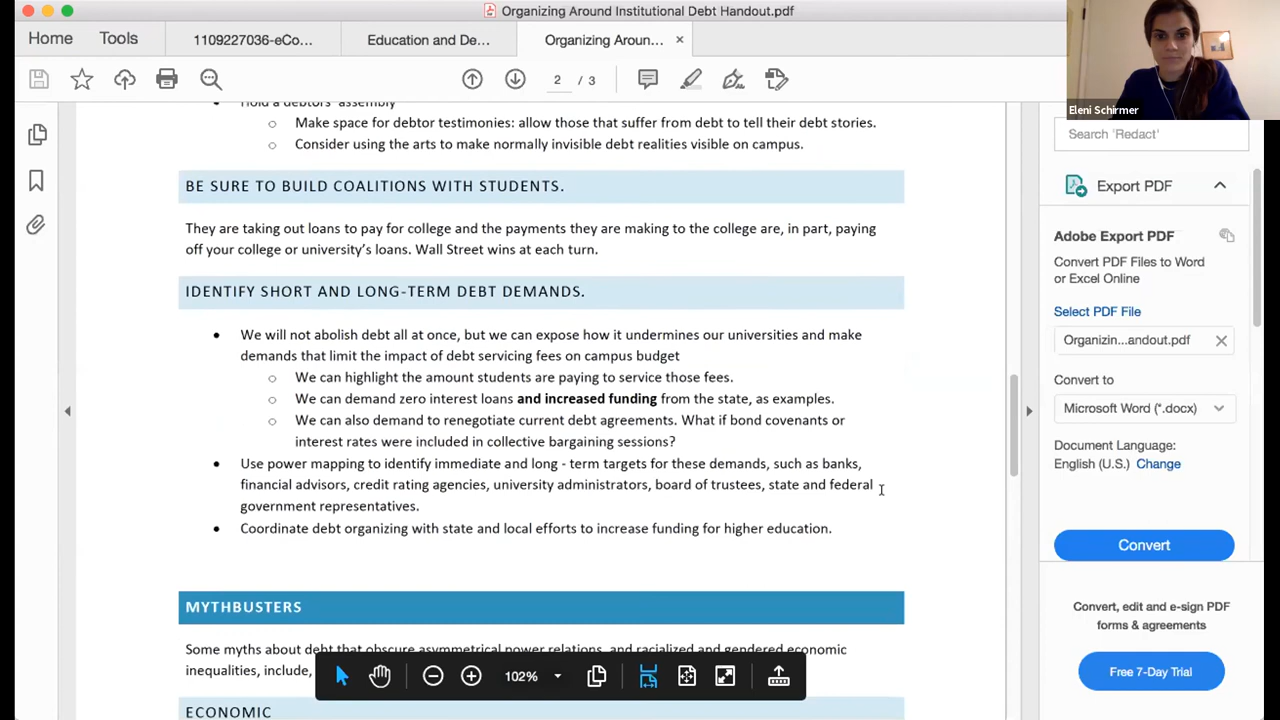 Organizing Around Institutional Debt Handout.pdf
Home
Tools
1109227036-eCo...
Education and De...
Organizing Aroun...
2 / 3
Eleni Schirmer
Hold a debtors' assembly
Make space for debtor testimonies: allow those that suffer from debt to tell their debt stories.
Consider using the arts to make normally invisible debt realities visible on campus.
BE SURE TO BUILD COALITIONS WITH STUDENTS.
They are taking out loans to pay for college and the payments they are making to the college are, in part, paying
off your college or university's loans. Wall Street wins at each turn.
IDENTIFY SHORT AND LONG-TERM DEBT DEMANDS.
We will not abolish debt all at once, but we can expose how it undermines our universities and make
demands that limit the impact of debt servicing fees on campus budget
We can highlight the amount students are paying to service those fees.
We can demand zero interest loans and increased funding from the state, as examples.
We can also demand to renegotiate current debt agreements. What if bond covenants or
interest rates were included in collective bargaining sessions?
Use power mapping to identify immediate and long - term targets for these demands, such as banks,
financial advisors, credit rating agencies, university administrators, board of trustees, state and federal
government representatives.
Coordinate debt organizing with state and local efforts to increase funding for higher education.
MYTHBUSTERS
Some myths about debt that obscure asymmetrical power relations, and racialized and gendered economic
inequalities, include,
ECONOMIC
102%
Search 'Redact'
Export PDF
Adobe Export PDF
Convert PDF Files to Word
or Excel Online
Select PDF File
Organizin...andout.pdf
Convert to
Microsoft Word (*.docx)
Document Language:
English (U.S.) Change
Convert
Convert, edit and e-sign PDF
forms & agreements
Free 7-Day Trial